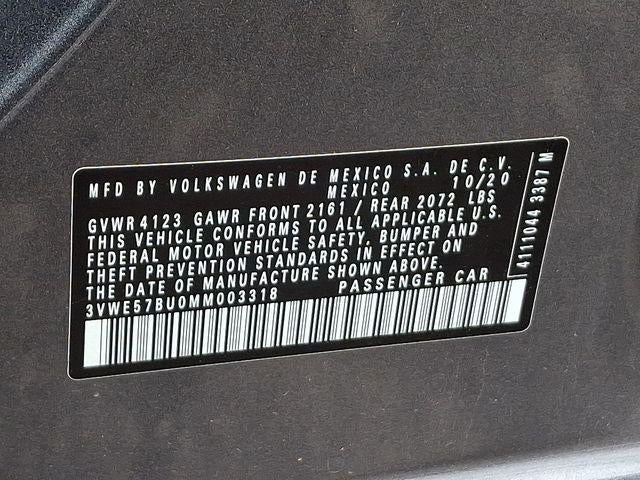 MFD BY VOLKSWAGEN DE MEXICO S.A. DE C.V.
MEXICO 10/20
GVWR 4123 GAWR FRONT 2161 / REAR 2072 LBS
THIS VEHICLE CONFORMS TO ALL APPLICABLE U.S.
FEDERAL MOTOR VEHICLE SAFETY, BUMPER AND
THEFT PREVENTION STANDARDS IN EFFECT ON
THE DATE OF MANUFACTURE SHOWN ABOVE.
3VWE57BU0MM003318 PASSENGER CAR
4111044 3387 M